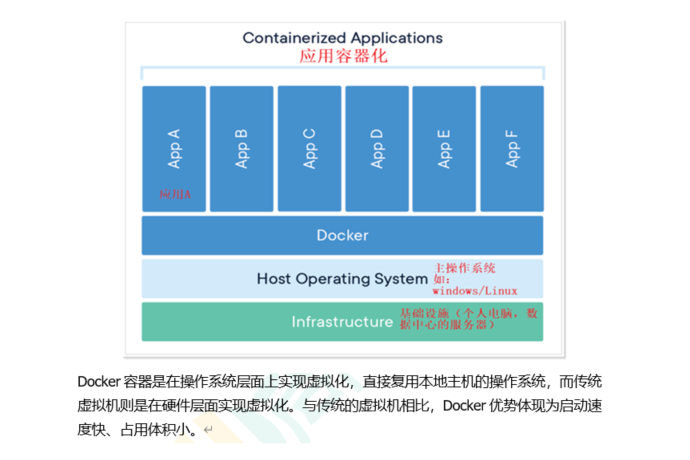 Containerized Applications
应用容器化
App A
App B
App C
App D
App E
App F
应用A
Docker
Host Operating System
主操作系统
如:
windows/Linux
Infrastructure
基础设施（个人电脑，数
据中心的服务器）
Docker 容器是在操作系统层面上实现虚拟化，直接复用本地主机的操作系统，而传统
虚拟机则是在硬件层面实现虚拟化。与传统的虚拟机相比，Docker 优势体现为启动速
度快、占用体积小。